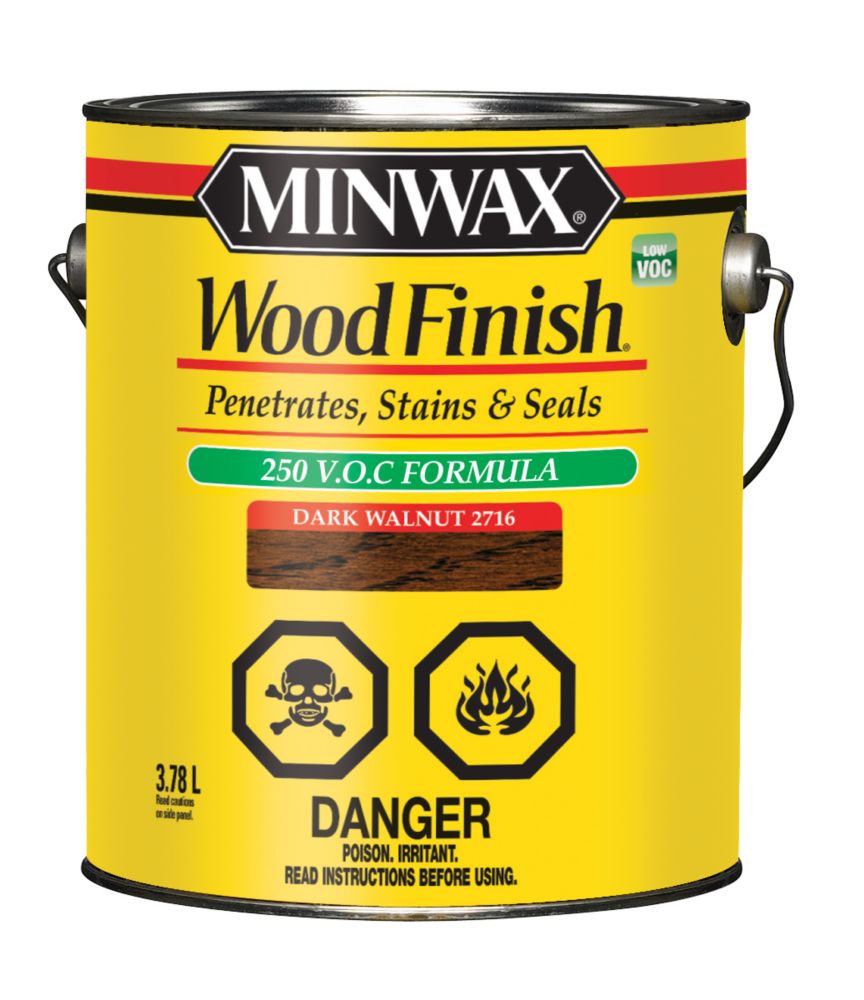 MINWAX®
LOW
VOC
Wood Finish®
Penetrates, Stains & Seals
250 V.O.C FORMULA
DARK WALNUT 2716
3.78 L
Read cautions
on side panel.
DANGER
POISON. IRRITANT.
READ INSTRUCTIONS BEFORE USING.